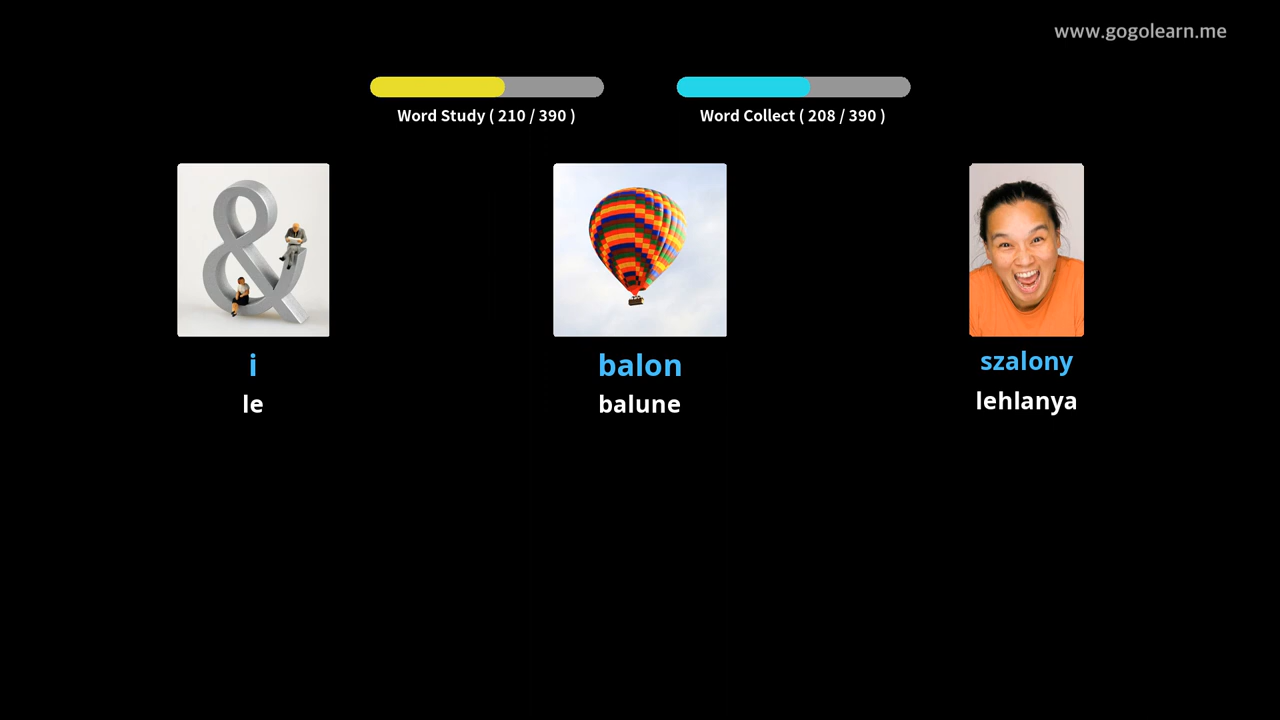 www.gogolearn.me
Word Study ( 210 / 390 )
Word Collect ( 208 / 390 )
&
i
le
balon
balune
szalony
lehlanya